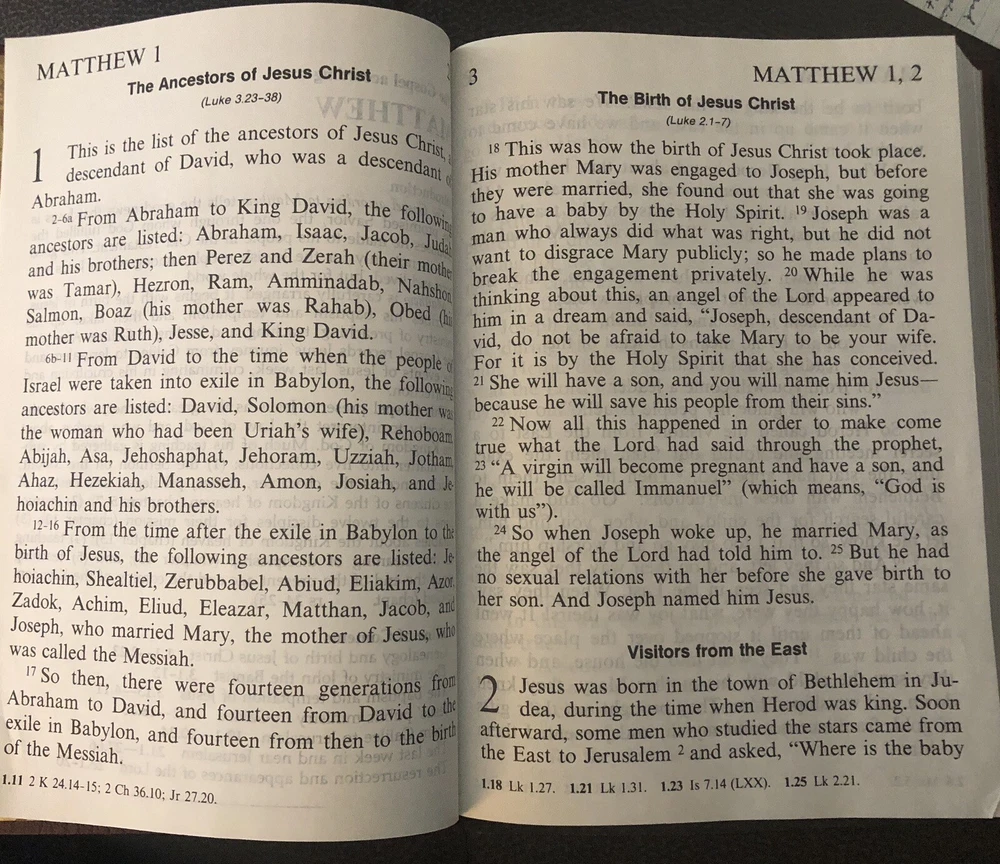 MATTHEW 1
The Ancestors of Jesus Christ
(Luke 3.23–38)
1 This is the list of the ancestors of Jesus Christ,
descendant of David, who was a descendant
Abraham.
2-6a From Abraham to King David, the
ancestors are listed: Abraham, Isaac, Jacob,
and his brothers; then Perez and Zerah (their
was Tamar), Hezron, Ram, Amminadab, Nahshon
Salmon, Boaz (his mother was Rahab), Obed
mother was Ruth), Jesse, and King David.
6b-11 From David to the time when the people
Israel were taken into exile in Babylon, the
ancestors are listed: David, Solomon (his mother
the woman who had been Uriah's wife), Rehoboam
Abijah, Asa, Jehoshaphat, Jehoram, Uzziah, Jotham,
Ahaz, Hezekiah, Manasseh, Amon, Josiah, and Je-
hoiachin and his brothers.
12-16 From the time after the exile in Babylon to the
birth of Jesus, the following ancestors are listed: Je-
hoiachin, Shealtiel, Zerubbabel, Abiud, Eliakim, Azor
Zadok, Achim, Eliud, Eleazar, Matthan, Jacob, and
Joseph, who married Mary, the mother of Jesus, who
was called the Messiah.
17 So then, there were fourteen generations from
Abraham to David, and fourteen from David to the
exile in Babylon, and fourteen from then to the birth
of the Messiah.
1.11 2 K 24.14-15; 2 Ch 36.10; Jr 27.20.
3
MATTHEW 1, 2
The Birth of Jesus Christ
(Luke 2.1–7)
18 This was how the birth of Jesus Christ took place.
His mother Mary was engaged to Joseph, but before
they were married, she found out that she was going
to have a baby by the Holy Spirit. 19 Joseph was a
man who always did what was right, but he did not
want to disgrace Mary publicly; so he made plans to
break the engagement privately. 20 While he was
thinking about this, an angel of the Lord appeared to
him in a dream and said, “Joseph, descendant of Da-
vid, do not be afraid to take Mary to be your wife.
For it is by the Holy Spirit that she has conceived.
21 She will have a son, and you will name him Jesus—
because he will save his people from their sins.”
22 Now all this happened in order to make come
true what the Lord had said through the prophet,
23 “A virgin will become pregnant and have a son, and
he will be called Immanuel” (which means, “God is
with us”).
24 So when Joseph woke up, he married Mary, as
the angel of the Lord had told him to. 25 But he had
no sexual relations with her before she gave birth to
her son. And Joseph named him Jesus.
Visitors from the East
2 Jesus was born in the town of Bethlehem in Ju-
dea, during the time when Herod was king. Soon
afterward, some men who studied the stars came from
the East to Jerusalem 2 and asked, “Where is the baby
1.18 Lk 1.27. 1.21 Lk 1.31. 1.23 Is 7.14 (LXX). 1.25 Lk 2.21.